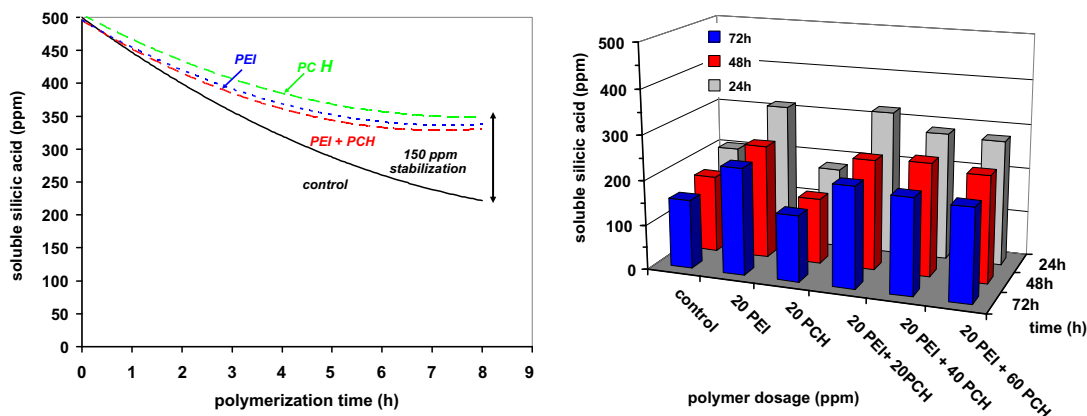 soluble silicic acid (ppm)
500
450
400
350
300
250
200
150
100
50
0
PEI
PC H
PEI + PCH
control
150 ppm
stabilization
0 1 2 3 4 5 6 7 8 9
polymerization time (h)
soluble silicic acid (ppm)
500
400
300
200
100
0
72h
48h
24h
24h
48h
72h
time (h)
control
20 PEI
20 PCH
20 PEI+ 20PCH
20 PEI + 40 PCH
20 PEI + 60 PCH
polymer dosage (ppm)